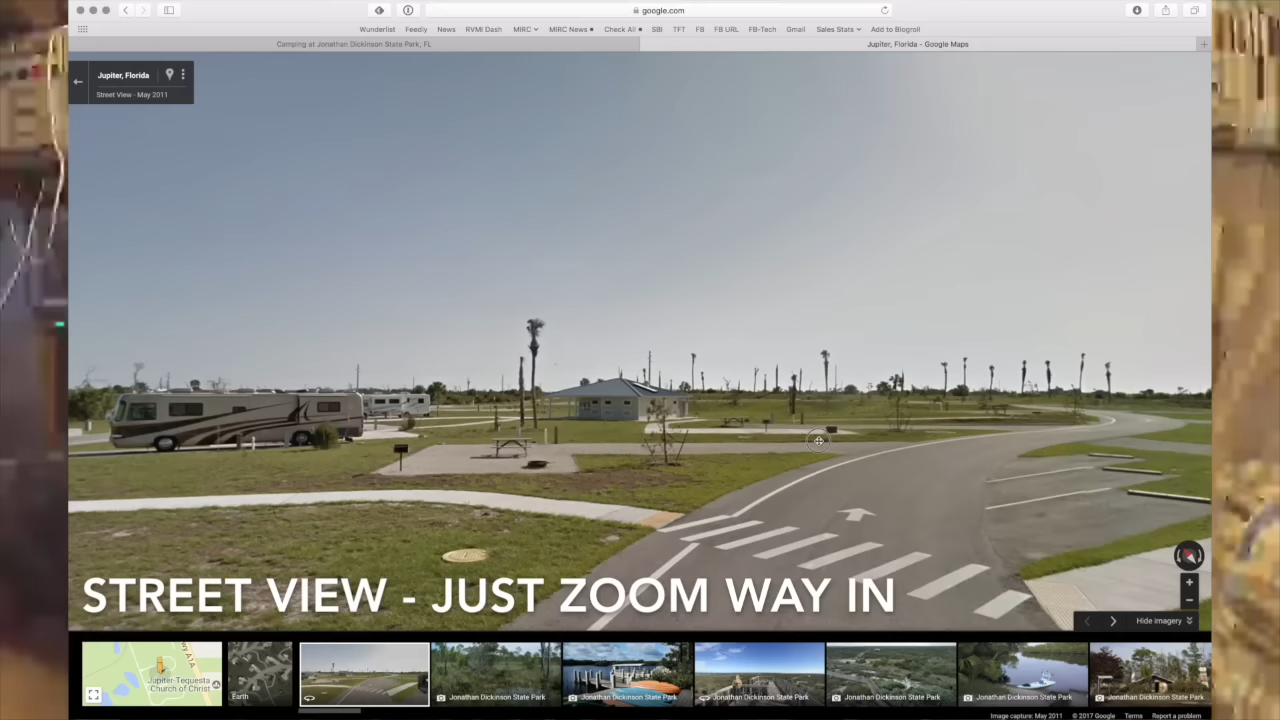 google.com
Wunderlist Feedly News RVMI Dash MIRC MIRC News Check All SBI TFT FB FB URL FB-Tech Gmail Sales Stats Add to Blogroll
Camping at Jonathan Dickinson State Park, FL
Jupiter, Florida - Google Maps
Jupiter, Florida
Street View - May 2011
STREET VIEW - JUST ZOOM WAY IN
Hide imagery
Jupiter-Tequesta
Church of Christ
Earth
Jonathan Dickinson State Park
Jonathan Dickinson State Park
Jonathan Dickinson State Park
Jonathan Dickinson State Park
Jonathan Dickinson State Park
Jonathan Dickinson State Park
Image capture: May 2011 © 2017 Google Terms Report a problem